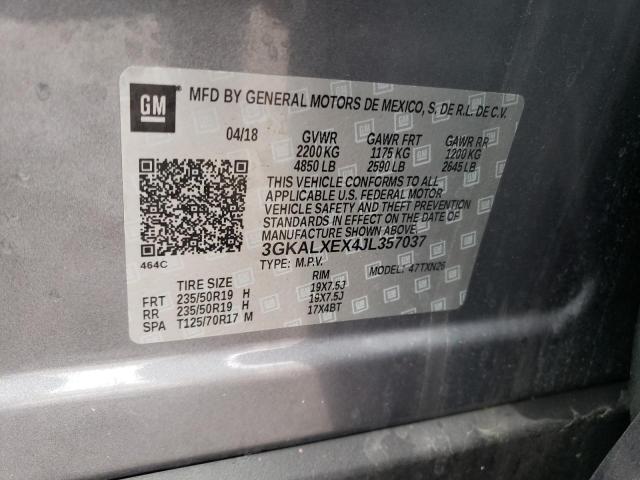 GM
MFD BY GENERAL MOTORS DE MEXICO, S. DE R.L. DE C.V.
04/18 GVWR GAWR FRT GAWR RR
2200 KG 1175 KG 1200 KG
4850 LB 2590 LB 2645 LB
THIS VEHICLE CONFORMS TO ALL
APPLICABLE U.S. FEDERAL MOTOR
VEHICLE SAFETY AND THEFT PREVENTION
STANDARDS IN EFFECT ON THE DATE OF
MANUFACTURE SHOWN ABOVE.
3GKALXEX4JL357037
464C
TYPE: M.P.V. MODEL: 47TXN26
TIRE SIZE RIM
FRT 235/50R19 H 19X7.5J
RR 235/50R19 H 19X7.5J
SPA T125/70R17 M 17X4BT